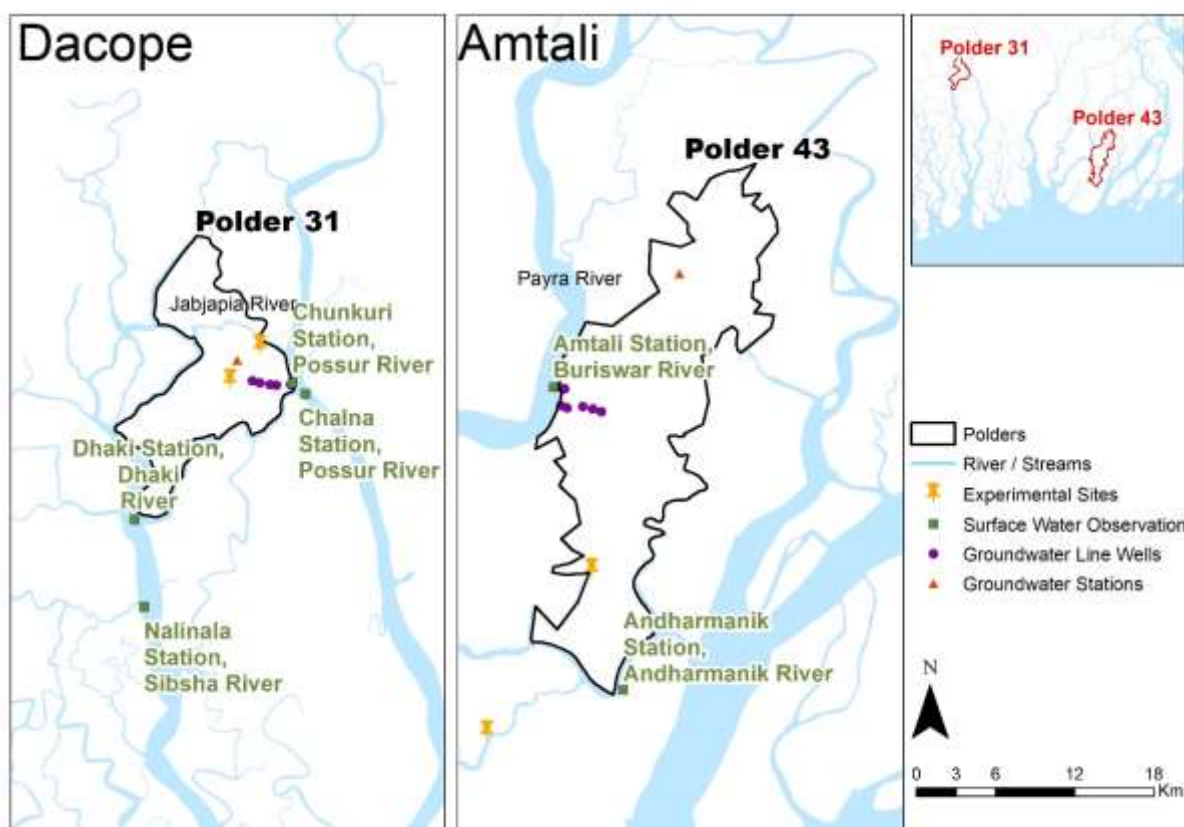 Dacope
Polder 31
Jabjapia River
Chunkuri
Station,
Possur River
Chalna
Station,
Possur River
Dhaki Station,
Dhaki
River
Nalinala
Station,
Sibsha River
Amtali
Polder 43
Payra River
Amtali Station,
Buriswar River
Andharmanik
Station,
Andharmanik River
Polder 31
Polder 43
Polders
River / Streams
Experimental Sites
Surface Water Observation
Groundwater Line Wells
Groundwater Stations
N
0 3 6 12 18
Km